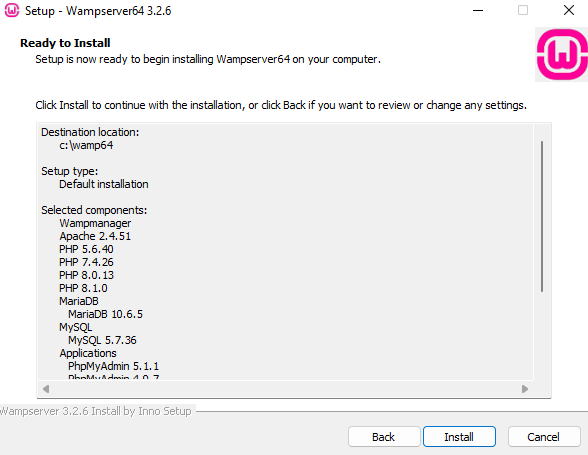 Setup - Wampserver64 3.2.6
Ready to Install
Setup is now ready to begin installing Wampserver64 on your computer.
Click Install to continue with the installation, or click Back if you want to review or change any settings.
Destination location:
c:\wamp64
Setup type:
Default installation
Selected components:
Wampmanager
Apache 2.4.51
PHP 5.6.40
PHP 7.4.26
PHP 8.0.13
PHP 8.1.0
MariaDB
MariaDB 10.6.5
MySQL
MySQL 5.7.36
Applications
PhpMyAdmin 5.1.1
PhpMyAdmin 4.9.7
Wampserver 3.2.6 Install by Inno Setup
Back
Install
Cancel